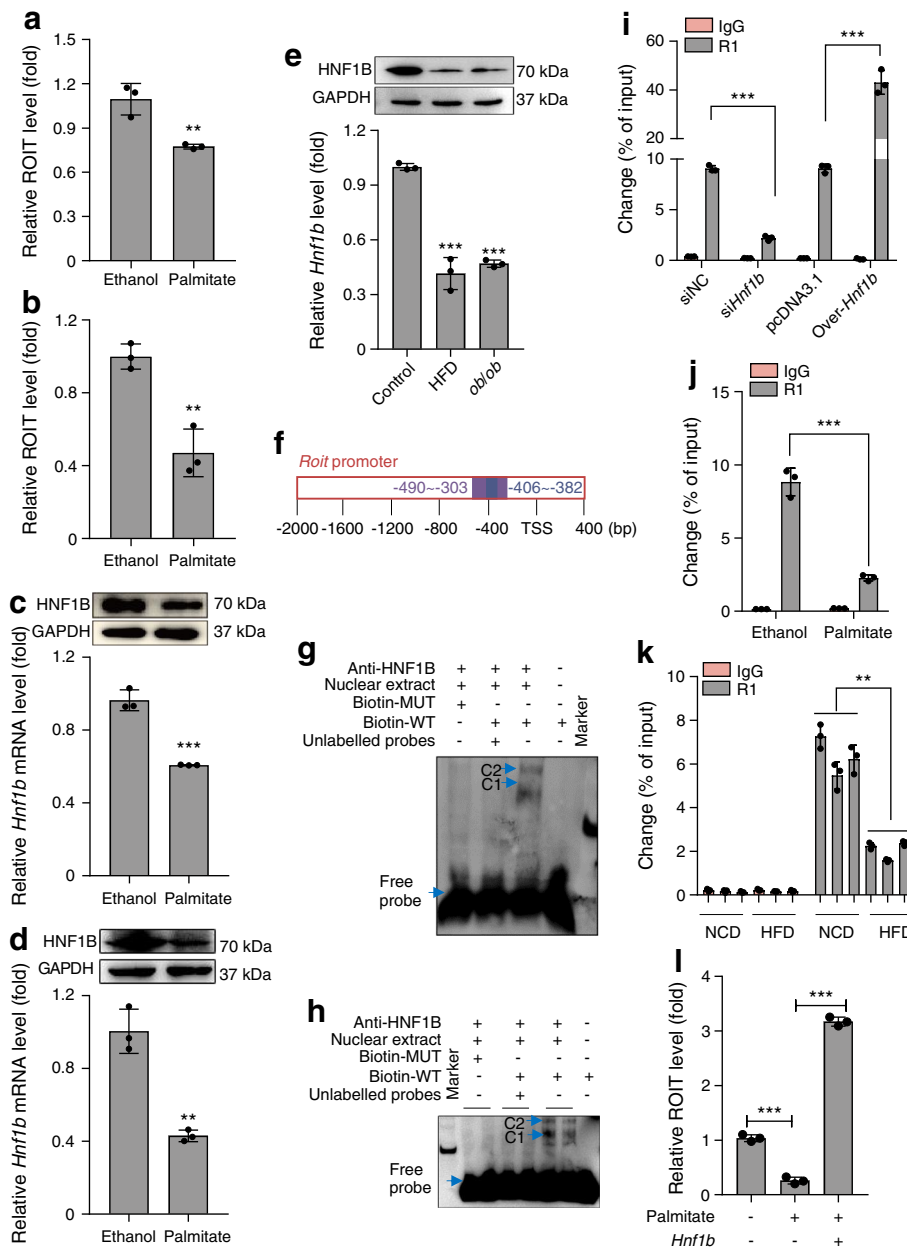 a
Relative ROIT level (fold)
1.5
1.2
0.9
0.6
0.3
0
**
Ethanol Palmitate
b
Relative ROIT level (fold)
1.2
0.8
0.4
0
**
Ethanol Palmitate
c
HNF1B 70 kDa
GAPDH 37 kDa
Relative Hnf1b mRNA level (fold)
1.2
0.9
0.6
0.3
0
***
Ethanol Palmitate
d
HNF1B 70 kDa
GAPDH 37 kDa
Relative Hnf1b mRNA level (fold)
1.2
0.8
0.4
0
**
Ethanol Palmitate
e
HNF1B 70 kDa
GAPDH 37 kDa
Relative Hnf1b level (fold)
1.2
0.9
0.6
0.3
0
*** ***
Control HFD ob/ob
f
Roit promoter
-490~-303 -406~-382
-2000 -1600 -1200 -800 -400 TSS 400 (bp)
g
Anti-HNF1B + + + -
Nuclear extract + + + -
Biotin-MUT + - - -
Biotin-WT - + + +
Unlabelled probes - + - -
Marker
C2
C1
Free
probe
h
Anti-HNF1B + + + -
Nuclear extract + + + -
Biotin-MUT + - - -
Biotin-WT - + + +
Unlabelled probes - + - -
Marker
C2
C1
Free
probe
i
IgG
R1
Change (% of input)
60
40
20
10
5
0
*** ***
siNC siHnf1b pcDNA3.1 Over-Hnf1b
j
IgG
R1
Change (% of input)
15
10
5
0
***
Ethanol Palmitate
k
IgG
R1
Change (% of input)
10
8
6
4
2
0
**
NCD HFD NCD HFD
l
Relative ROIT level (fold)
4
3
2
1
0
*** ***
Palmitate - + +
Hnf1b - - +